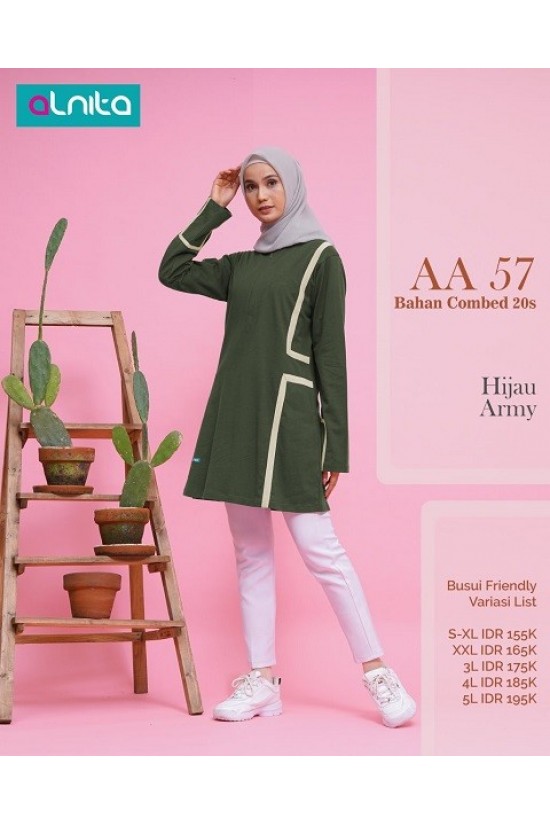 aLnita
AA 57
Bahan Combed 20s
Hijau
Army
Busui Friendly
Variasi List
S-XL IDR 155K
XXL IDR 165K
3L IDR 175K
4L IDR 185K
5L IDR 195K